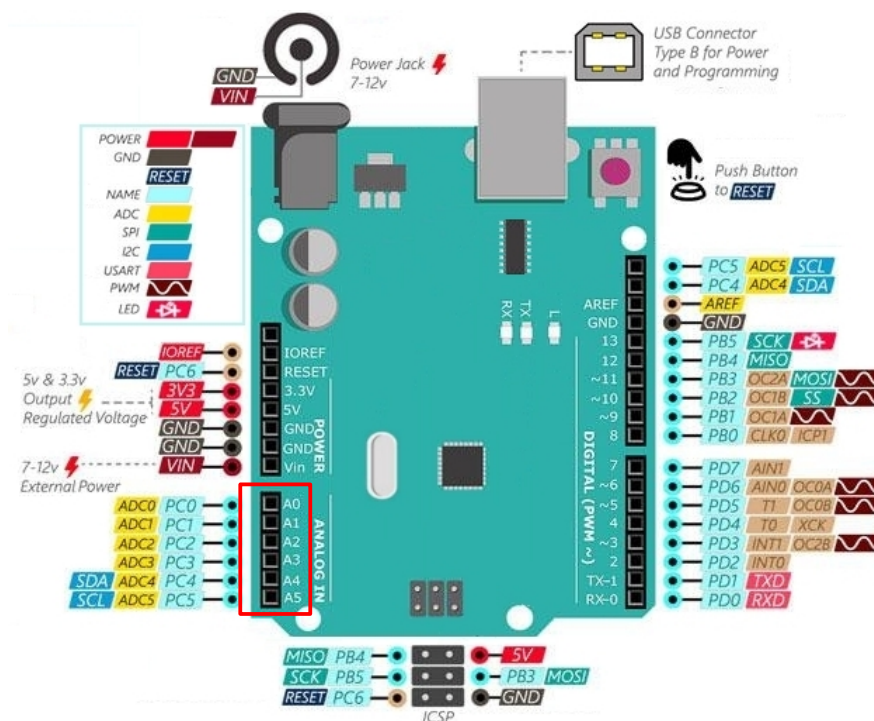 USB Connector
Type B for Power
and Programming
Power Jack
7-12v
GND
VIN
POWER
GND
RESET
NAME
ADC
SPI
I2C
USART
PWM
LED
Push Button
to RESET
IOREF
RESET PC6
3V3
5V
GND
GND
VIN
5v & 3.3v
Output
Regulated Voltage
7-12v
External Power
ADC0 PC0
ADC1 PC1
ADC2 PC2
ADC3 PC3
SDA ADC4 PC4
SCL ADC5 PC5
IOREF
RESET
3.3V
5V
GND
GND
Vin
POWER
A0
A1
A2
A3
A4
A5
ANALOG IN
RX
TX
L
AREF
GND
13
12
~11
~10
~9
8
7
~6
~5
4
~3
2
TX-1
RX-0
DIGITAL (PWM ~)
PC5 ADC5 SCL
PC4 ADC4 SDA
AREF
GND
PB5 SCK
PB4 MISO
PB3 OC2A MOSI
PB2 OC1B SS
PB1 OC1A
PB0 CLK0 ICP1
PD7 AIN1
PD6 AIN0 OC0A
PD5 T1 OC0B
PD4 T0 XCK
PD3 INT1 OC2B
PD2 INT0
PD1 TXD
PD0 RXD
MISO PB4 5V
SCK PB5 PB3 MOSI
RESET PC6 GND
ICSP